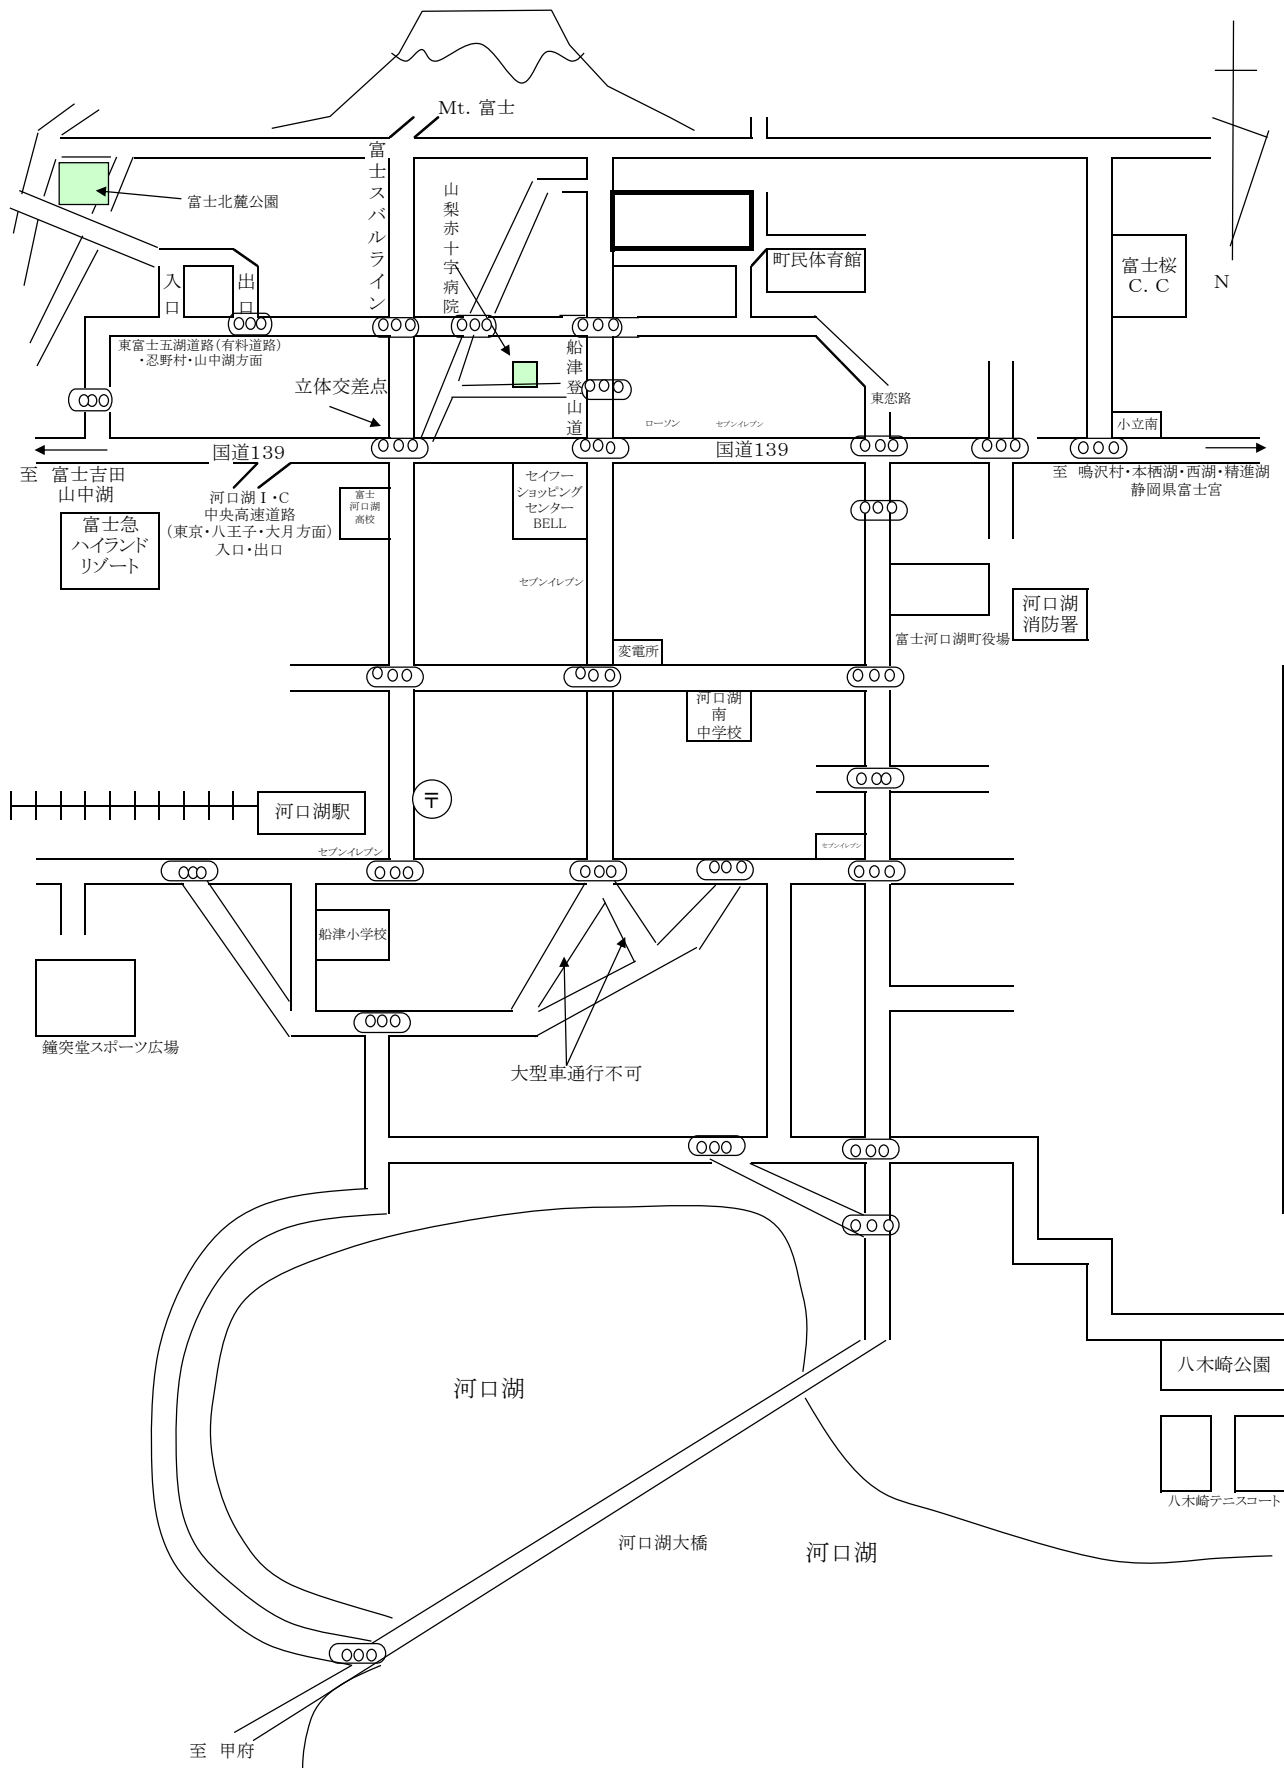 Mt. 富士
富士スバルライン
山梨赤十字病院
富士北麓公園
町民体育館
富士桜
C. C
N
入口
出口
東富士五湖道路(有料道路)
・忍野村・山中湖方面
船津登山道
立体交差点
東恋路
ローソン
セブンイレブン
小立南
国道139
国道139
至 富士吉田
山中湖
至 鳴沢村・本栖湖・西湖・精進湖
静岡県富士宮
河口湖 I・C
中央高速道路
(東京・八王子・大月方面)
入口・出口
富士
河口湖
高校
セイフー
ショッピング
センター
BELL
富士急
ハイランド
リゾート
セブンイレブン
河口湖
消防署
富士河口湖町役場
変電所
河口湖
南
中学校
河口湖駅
〒
セブンイレブン
セブンイレブン
船津小学校
鐘突堂スポーツ広場
大型車通行不可
八木崎公園
河口湖
八木崎テニスコート
河口湖大橋
河口湖
至 甲府